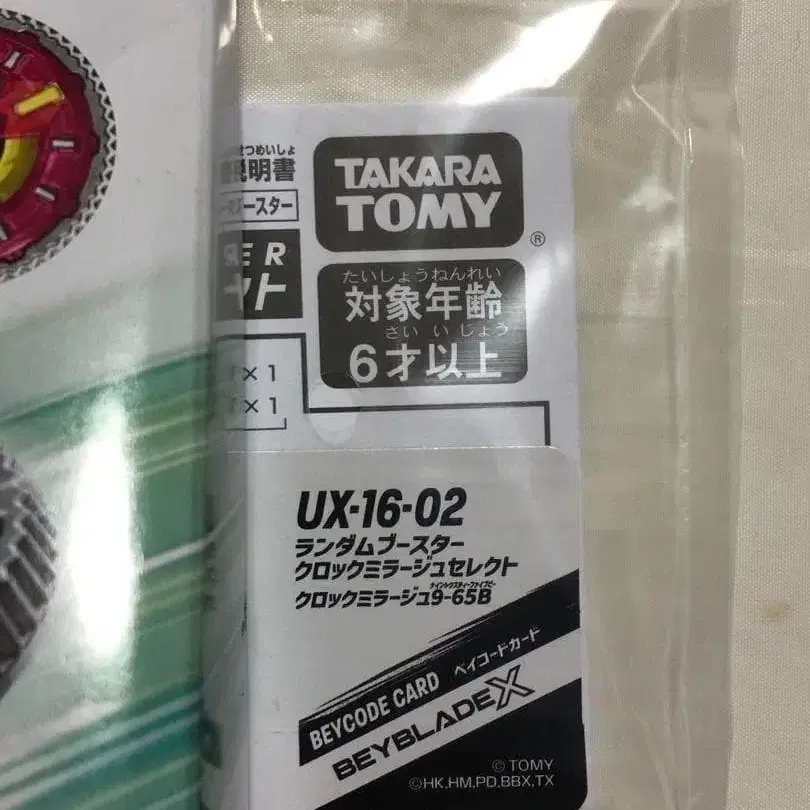 せつめいしょ
説明書
ブースター
TAKARA
TOMY
®
たいしょうねんれい
対象年齢
さい い じょう
6才以上
× 1
× 1
UX-16-02
ランダムブースター
クロックミラージュセレクト
ナインシックスティーファイブビー
クロックミラージュ9-65B
BEYCODE CARD ベイコードカード
BEYBLADE X
© TOMY
©HK,HM,PD,BBX,TX